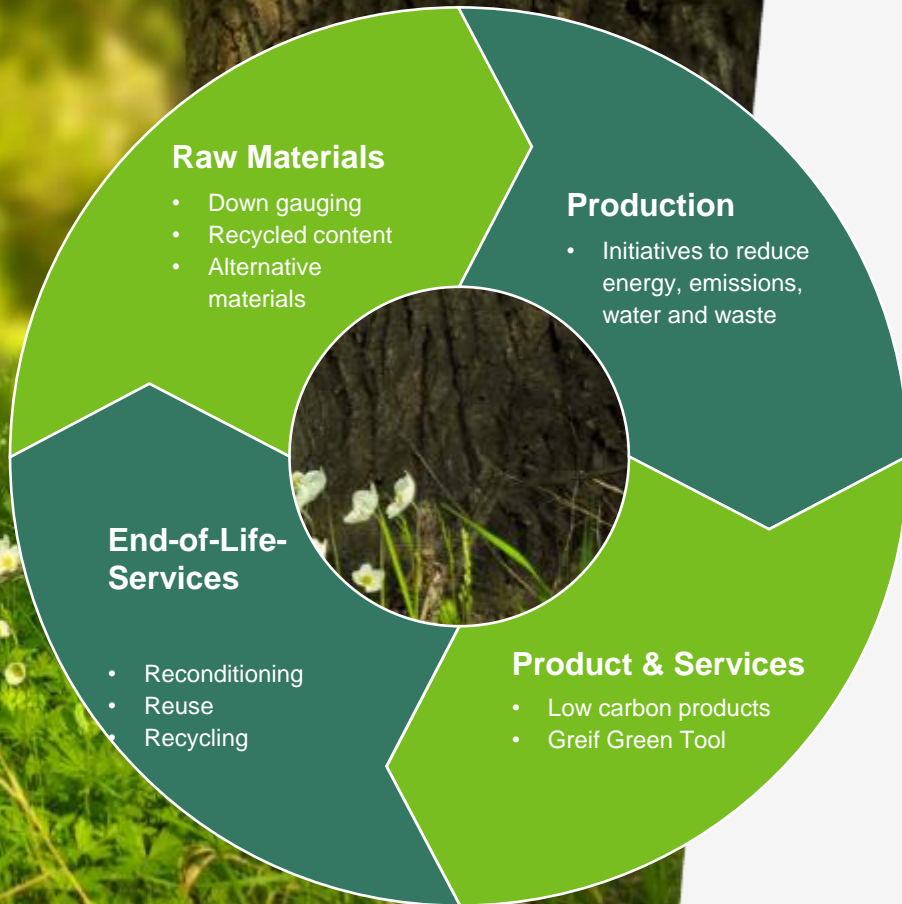 Raw Materials
• Down gauging
• Recycled content
• Alternative
materials
Production
• Initiatives to reduce
energy, emissions,
water and waste
Product & Services
• Low carbon products
• Greif Green Tool
End-of-Life-
Services
• Reconditioning
• Reuse
• Recycling